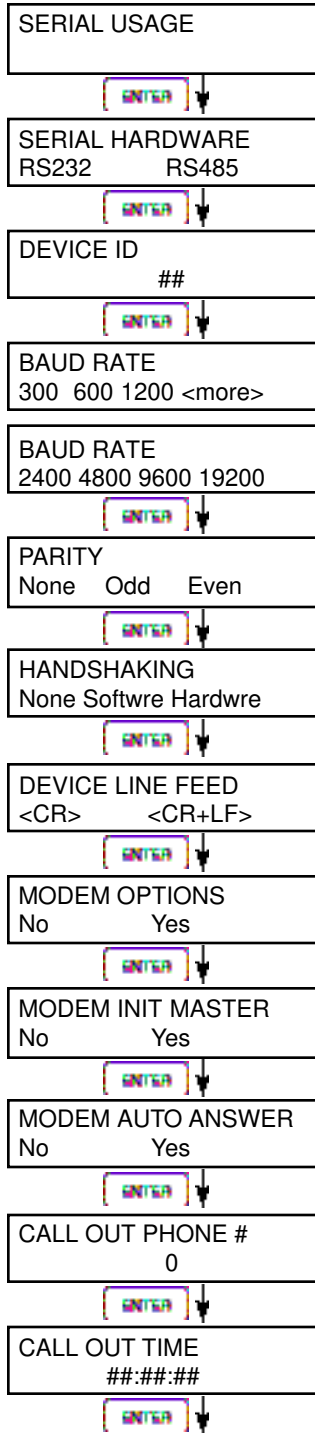 SERIAL USAGE
ENTER
SERIAL HARDWARE
RS232 RS485
ENTER
DEVICE ID
##
ENTER
BAUD RATE
300 600 1200 <more>
BAUD RATE
2400 4800 9600 19200
ENTER
PARITY
None Odd Even
ENTER
HANDSHAKING
None Softwre Hardwre
ENTER
DEVICE LINE FEED
<CR> <CR+LF>
ENTER
MODEM OPTIONS
No Yes
ENTER
MODEM INIT MASTER
No Yes
ENTER
MODEM AUTO ANSWER
No Yes
ENTER
CALL OUT PHONE #
0
ENTER
CALL OUT TIME
##:##:##
ENTER